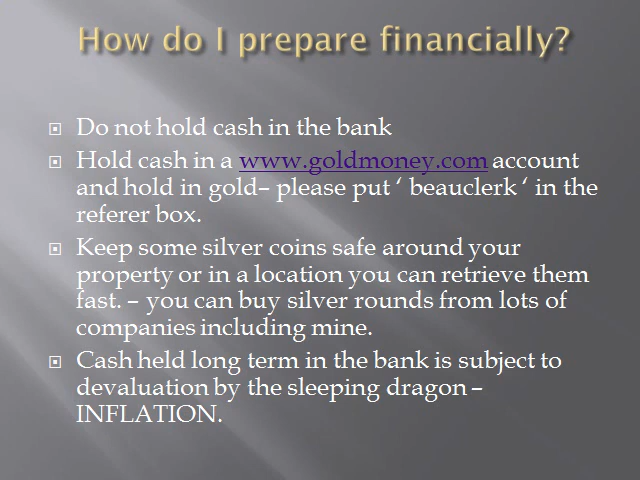 How do I prepare financially?
Do not hold cash in the bank
Hold cash in a www.goldmoney.com account
and hold in gold– please put ‘ beauclerk ‘ in the
referer box.
Keep some silver coins safe around your
property or in a location you can retrieve them
fast. – you can buy silver rounds from lots of
companies including mine.
Cash held long term in the bank is subject to
devaluation by the sleeping dragon –
INFLATION.